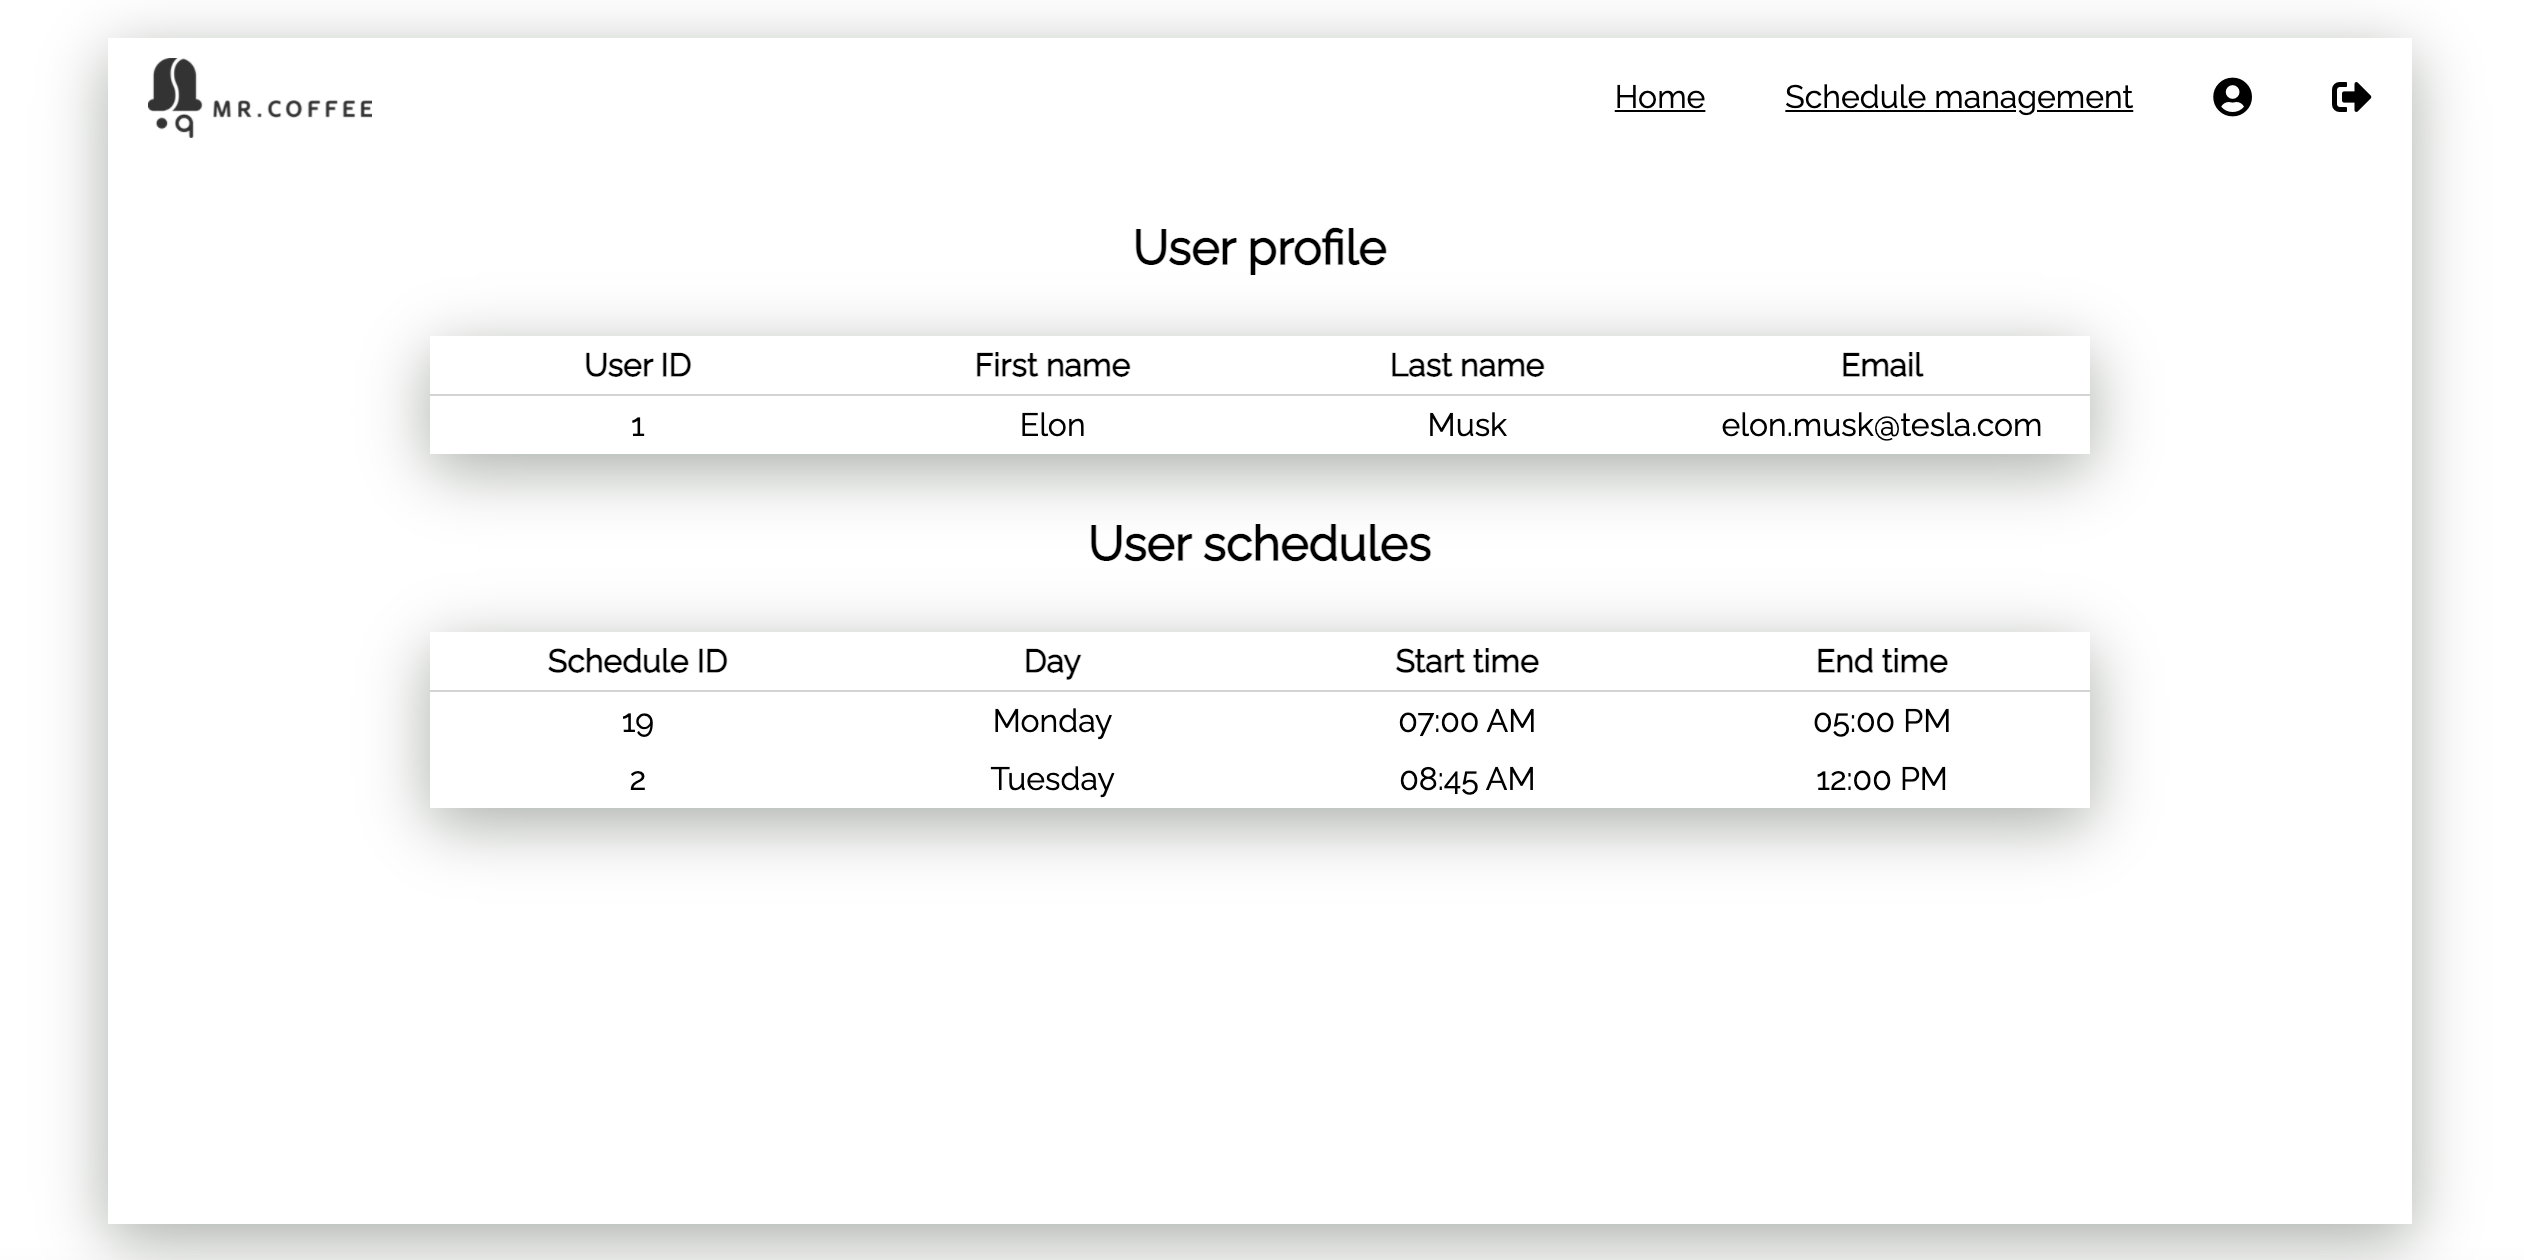 MR.COFFEE
Home Schedule management
User profile
User ID First name Last name Email
1 Elon Musk elon.musk@tesla.com
User schedules
Schedule ID Day Start time End time
19 Monday 07:00 AM 05:00 PM
2 Tuesday 08:45 AM 12:00 PM